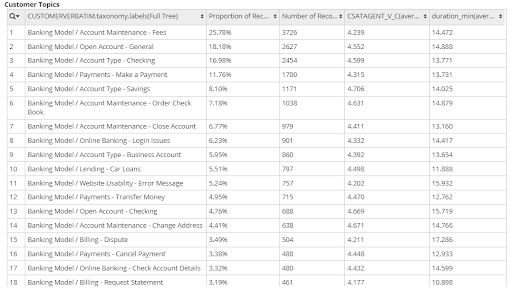 Customer Topics
CUSTOMERVERBATIM.taxonomy.labels(Full Tree) Proportion of Rec... Number of Reco... CSATAGENT_V_C(aver... duration_min(aver...
1 Banking Model / Account Maintenance - Fees 25.78% 3726 4.239 14.472
2 Banking Model / Open Account - General 18.18% 2627 4.552 14.888
3 Banking Model / Account Type - Checking 16.98% 2454 4.599 13.771
4 Banking Model / Payments - Make a Payment 11.76% 1700 4.315 13.731
5 Banking Model / Account Type - Savings 8.10% 1171 4.706 14.025
6 Banking Model / Account Maintenance - Order Check 7.18% 1038 4.631 14.879
Book
7 Banking Model / Account Maintenance - Close Account 6.77% 979 4.411 13.160
8 Banking Model / Online Banking - Login Issues 6.23% 901 4.332 14.417
9 Banking Model / Account Type - Business Account 5.95% 860 4.392 13.654
10 Banking Model / Lending - Car Loans 5.51% 797 4.498 11.888
11 Banking Model / Website Usability - Error Message 5.24% 757 4.202 15.932
12 Banking Model / Payments - Transfer Money 4.95% 715 4.470 12.762
13 Banking Model / Open Account - Checking 4.76% 688 4.669 15.719
14 Banking Model / Account Maintenance - Change Address 4.41% 638 4.671 14.766
15 Banking Model / Billing - Dispute 3.49% 504 4.211 17.286
16 Banking Model / Payments - Cancel Payment 3.38% 488 4.448 12.933
17 Banking Model / Online Banking - Check Account Details 3.32% 480 4.432 14.599
18 Banking Model / Billing - Request Statement 3.19% 461 4.177 10.898